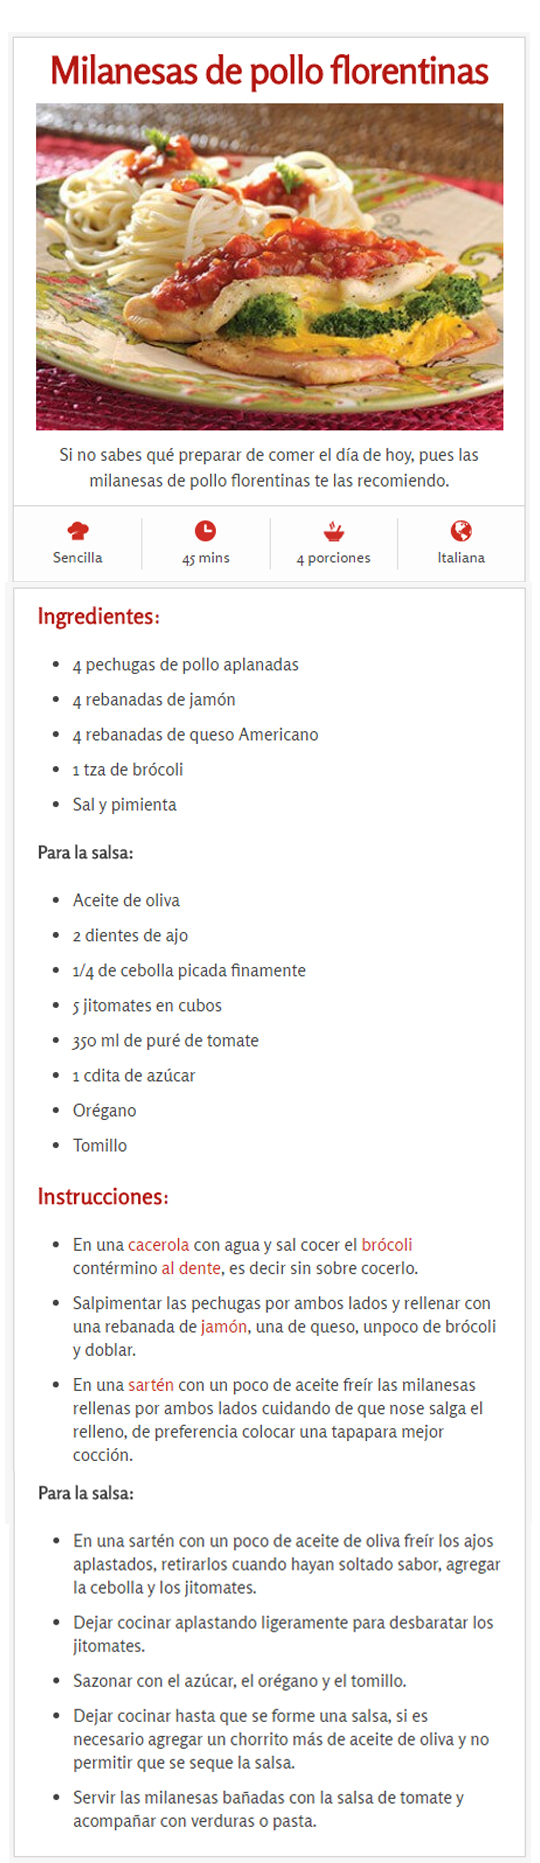 Milanesas de pollo florentinas
Si no sabes qué preparar de comer el día de hoy, pues las
milanesas de pollo florentinas te las recomiendo.
Sencilla
45 mins
4 porciones
Italiana
Ingredientes:
• 4 pechugas de pollo aplanadas
• 4 rebanadas de jamón
• 4 rebanadas de queso Americano
• 1 tza de brócoli
• Sal y pimienta
Para la salsa:
• Aceite de oliva
• 2 dientes de ajo
• 1/4 de cebolla picada finamente
• 5 jitomates en cubos
• 350 ml de puré de tomate
• 1 cdita de azúcar
• Orégano
• Tomillo
Instrucciones:
• En una cacerola con agua y sal cocer el brócoli
contérmino al dente, es decir sin sobre cocerlo.
• Salpimentar las pechugas por ambos lados y rellenar con
una rebanada de jamón, una de queso, unpoco de brócoli
y doblar.
• En una sartén con un poco de aceite freír las milanesas
rellenas por ambos lados cuidando de que nose salga el
relleno, de preferencia colocar una tapapara mejor
cocción.
Para la salsa:
• En una sartén con un poco de aceite de oliva freír los ajos
aplastados, retirarlos cuando hayan soltado sabor, agregar
la cebolla y los jitomates.
• Dejar cocinar aplastando ligeramente para desbaratar los
jitomates.
• Sazonar con el azúcar, el orégano y el tomillo.
• Dejar cocinar hasta que se forme una salsa, si es
necesario agregar un chorrito más de aceite de oliva y no
permitir que se seque la salsa.
• Servir las milanesas bañadas con la salsa de tomate y
acompañar con verduras o pasta.